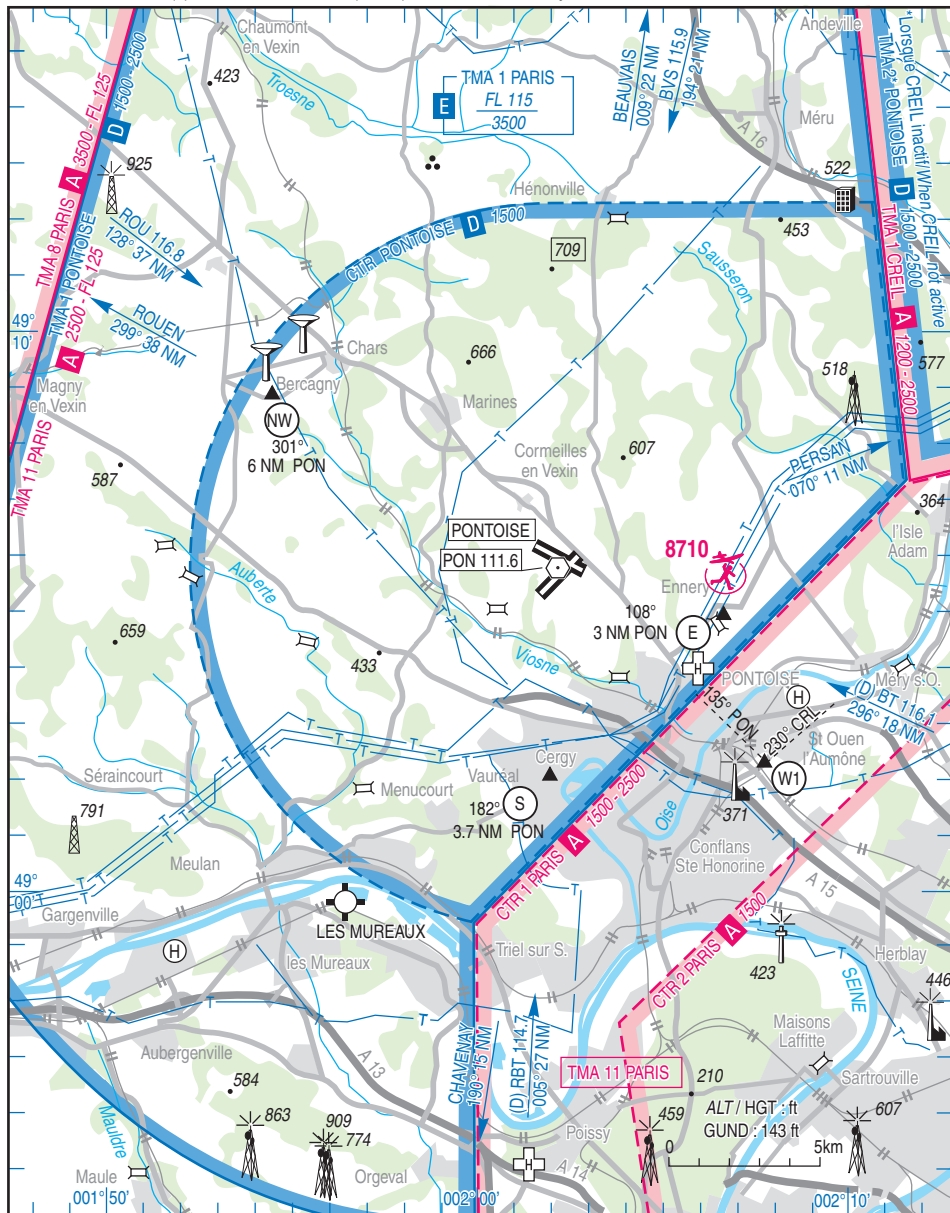 Chaumont
en Vexin
423
Troesne
TMA 1 PARIS
E
FL 115
3500
BEAUVAIS
009° 22 NM
BVS 115.9
194° 21 NM
Andeville
Méru
A 16
*Lorsque CREIL inactif/When CREIL not active
TMA 2* PONTOISE D 1500 - 2500
TMA 1 CREIL A 1200 - 2500
TMA 8 PARIS A 3500 - FL 125
D 1500 - 2500
TMA 1 PONTOISE
A 2500 - FL 125
TMA 11 PARIS
925
ROU 116.8
128° 37 NM
ROUEN
299° 38 NM
Hénonville
CTR PONTOISE D 1500
522
453
709
Sausseron
49°
10'
Magny
en Vexin
Chars
Bercagny
NW
301°
6 NM PON
666
Marines
518
577
587
Cormeilles
en Vexin
607
PERSAN
070° 11 NM
364
l'Isle
Adam
PONTOISE
PON 111.6
8710
Ennery
Auberte
108°
3 NM PON
E
659
433
Viosne
H
PONTOISE
Méry s.O.
H
(D) BT 116.1
296° 18 NM
135° PON
230° CRL
St Ouen
l'Aumône
W1
Cergy
Séraincourt
Vauréal
Menucourt
S
182°
3.7 NM PON
Oise
371
791
Meulan
CTR 1 PARIS A 1500 - 2500
Conflans
Ste Honorine
A 15
49°
00'
Gargenville
LES MUREAUX
H
les Mureaux
Triel sur S.
CTR 2 PARIS A 1500
423
Herblay
SEINE
446
Aubergenville
A 13
CHAVENAY
190° 15 NM
(D) RBT 114.7
005° 27 NM
Maisons
Laffitte
TMA 11 PARIS
210
Sartrouville
584
863
909
774
Mauldre
Maule
Orgeval
Poissy
A 14
459
ALT / HGT : ft
GUND : 143 ft
0
5km
607
001° 50'
002° 00'
002° 10'